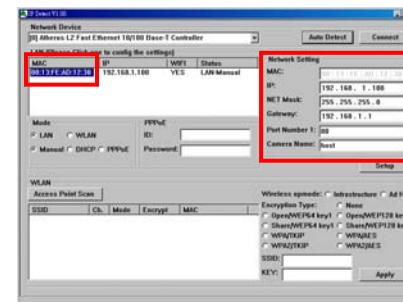 IP Detect V1.00
Network Device
[0] Atheros L2 Fast Ethernet 10/100 Base-T Controller
Auto Detect
Connect
LAN (Please Click one to config the settings)
MAC IP WIFI Status
00:13:FE:AD:12:38 192.168.1.100 YES LAN-Manual
Network Setting
MAC:
IP: 192.168. 1.100
NET Mask: 255.255.255.0
Gateway: 192.168.1.1
Port Number 1: 80
Camera Name: host
Mode
LAN WLAN
Manual DHCP PPPoE
PPPoE
ID:
Password:
Setup
WLAN
Access Point Scan
SSID Ch. Mode Encrypt MAC
Wireless opmode: Infrastructure Ad H
Encryption Type: None
Open/WEP64 key1 Open/WEP128 ke
Share/WEP64 key1 Share/WEP128 ke
WPA/TKIP WPA/AES
WPA2/TKIP WPA2/AES
SSID:
KEY:
Apply